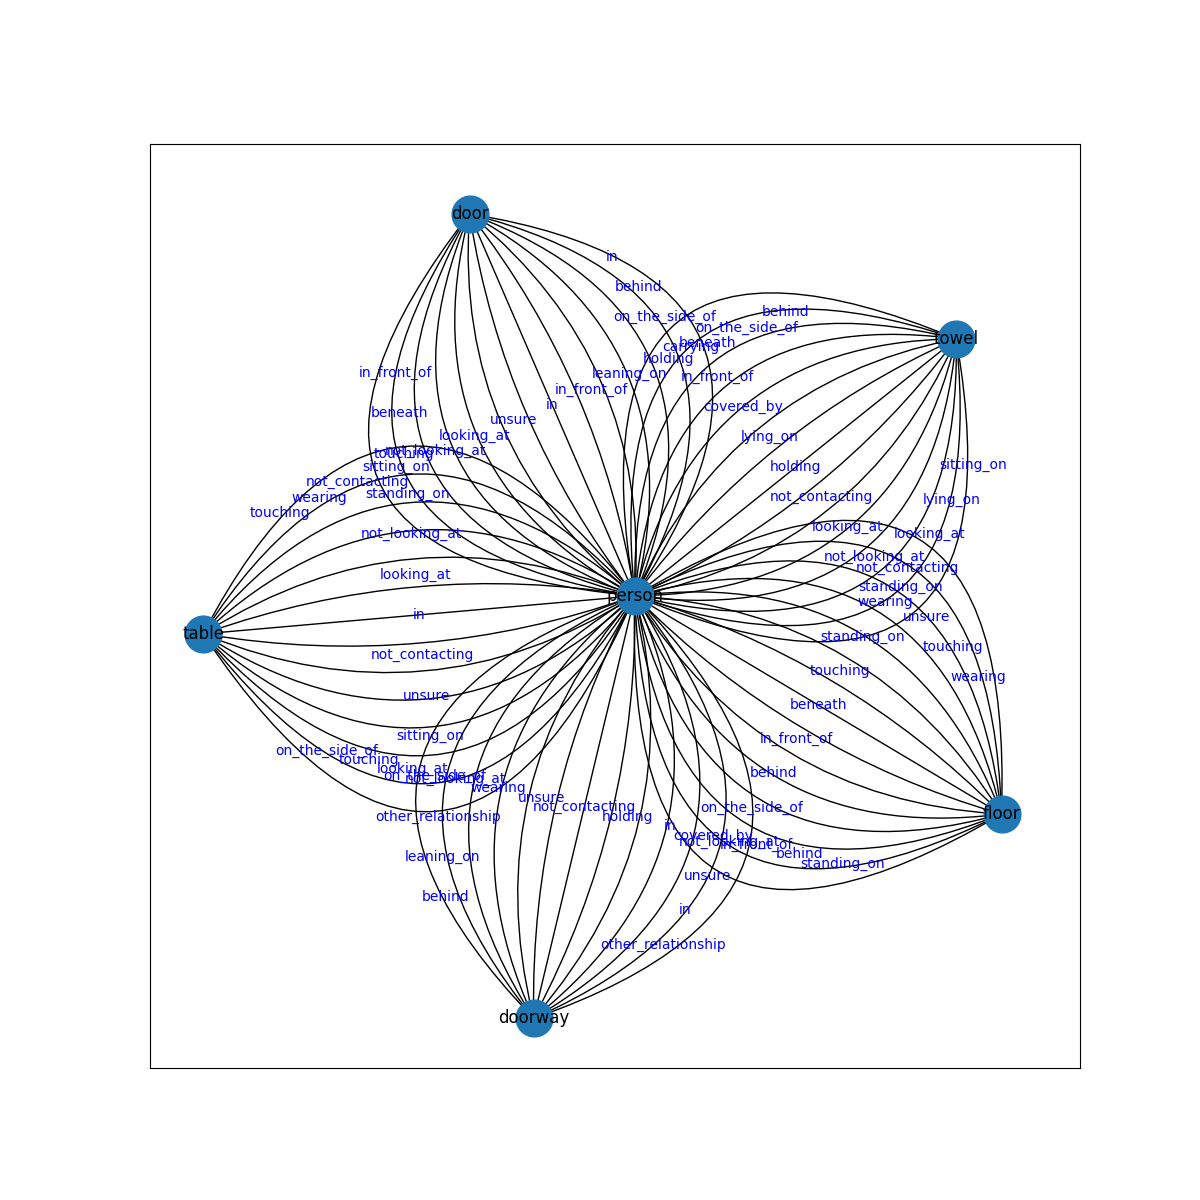 door
in
behind
on_the_side_of
behind
on_the_side_of
towel
beneath
carrying
holding
in_front_of
leaning_on
in_front_of
in_front_of
in
covered_by
beneath
unsure
looking_at
lying_on
not_looking_at
touching
sitting_on
holding
sitting_on
not_contacting
standing_on
wearing
not_contacting
lying_on
touching
not_looking_at
looking_at
looking_at
not_looking_at
not_contacting
looking_at
standing_on
person
wearing
in
unsure
table
standing_on
touching
not_contacting
touching
wearing
unsure
beneath
sitting_on
in_front_of
on_the_side_of
touching
looking_at
behind
on_the_side_of
not_looking_at
wearing
unsure
not_contacting
on_the_side_of
floor
other_relationship
holding
in
covered_by
not_looking_at
in_front_of
behind
leaning_on
standing_on
unsure
behind
in
other_relationship
doorway